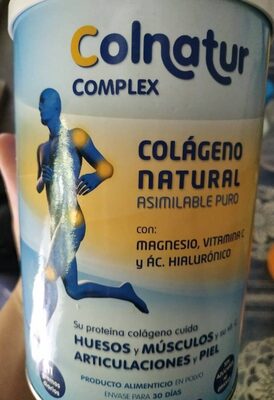 Colnatur
COMPLEX
COLÁGENO
NATURAL
ASIMILABLE PURO
con:
MAGNESIO, VITAMINA C
y ÁC. HIALURÓNICO
Su proteína colágeno cuida
HUESOS y MÚSCULOS y
ARTICULACIONES y PIEL
PRODUCTO ALIMENTICIO EN POLVO
ENVASE PARA 30 DÍAS